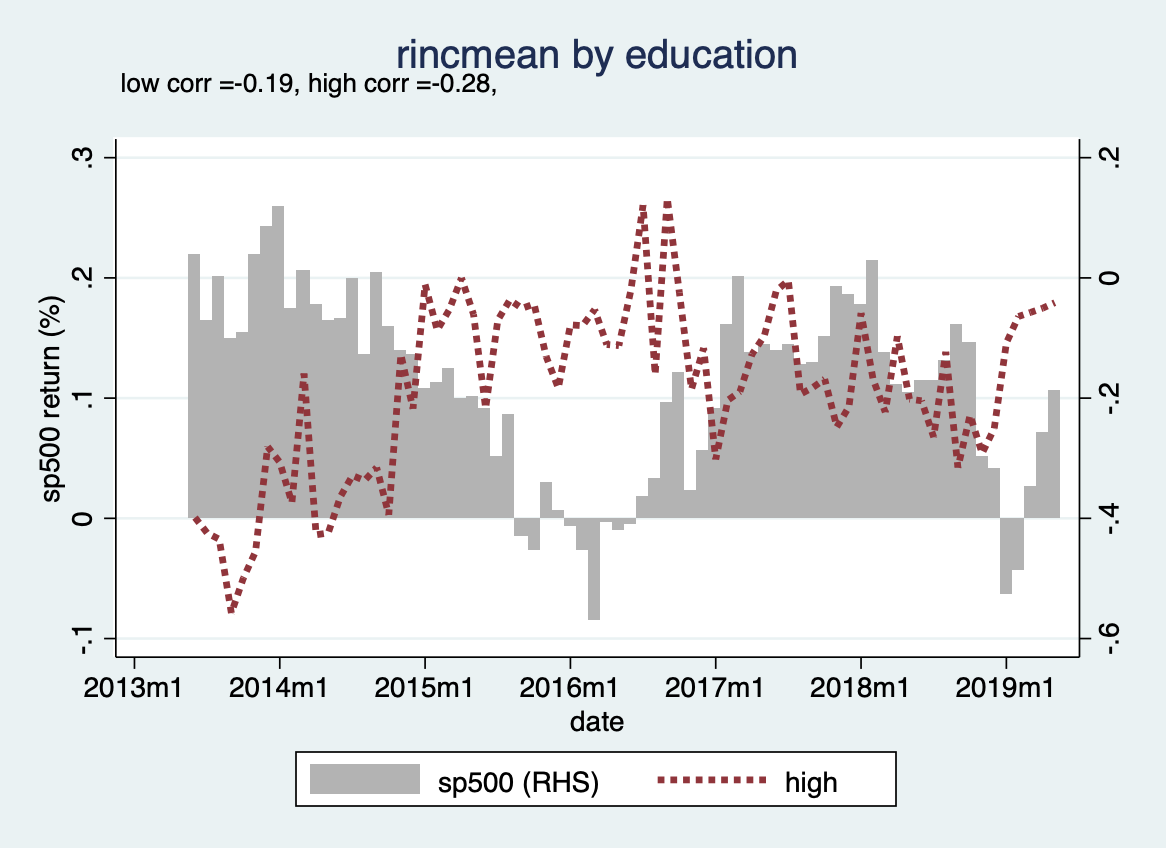 rincmean by education
low corr =-0.19, high corr =-0.28,
.3
.2
.1
0
-.1
sp500 return (%)
.2
0
-.2
-.4
-.6
2013m1 2014m1 2015m1 2016m1 2017m1 2018m1 2019m1
date
sp500 (RHS) high